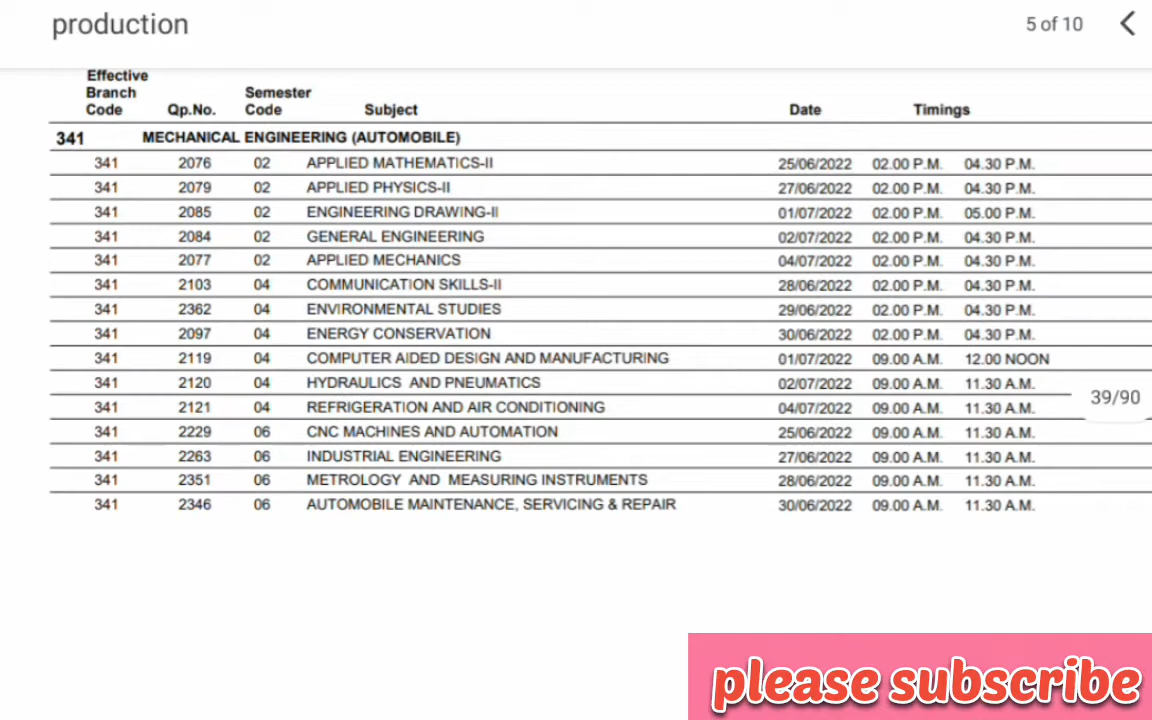 production 5 of 10
Effective Branch Code Qp.No. Semester Code Subject Date Timings
341 MECHANICAL ENGINEERING (AUTOMOBILE)
341 2076 02 APPLIED MATHEMATICS-II 25/06/2022 02.00 P.M. 04.30 P.M.
341 2079 02 APPLIED PHYSICS-II 27/06/2022 02.00 P.M. 04.30 P.M.
341 2085 02 ENGINEERING DRAWING-II 01/07/2022 02.00 P.M. 05.00 P.M.
341 2084 02 GENERAL ENGINEERING 02/07/2022 02.00 P.M. 04.30 P.M.
341 2077 02 APPLIED MECHANICS 04/07/2022 02.00 P.M. 04.30 P.M.
341 2103 04 COMMUNICATION SKILLS-II 28/06/2022 02.00 P.M. 04.30 P.M.
341 2362 04 ENVIRONMENTAL STUDIES 29/06/2022 02.00 P.M. 04.30 P.M.
341 2097 04 ENERGY CONSERVATION 30/06/2022 02.00 P.M. 04.30 P.M.
341 2119 04 COMPUTER AIDED DESIGN AND MANUFACTURING 01/07/2022 09.00 A.M. 12.00 NOON
341 2120 04 HYDRAULICS AND PNEUMATICS 02/07/2022 09.00 A.M. 11.30 A.M.
39/90
341 2121 04 REFRIGERATION AND AIR CONDITIONING 04/07/2022 09.00 A.M. 11.30 A.M.
341 2229 06 CNC MACHINES AND AUTOMATION 25/06/2022 09.00 A.M. 11.30 A.M.
341 2263 06 INDUSTRIAL ENGINEERING 27/06/2022 09.00 A.M. 11.30 A.M.
341 2351 06 METROLOGY AND MEASURING INSTRUMENTS 28/06/2022 09.00 A.M. 11.30 A.M.
341 2346 06 AUTOMOBILE MAINTENANCE, SERVICING & REPAIR 30/06/2022 09.00 A.M. 11.30 A.M.
please subscribe